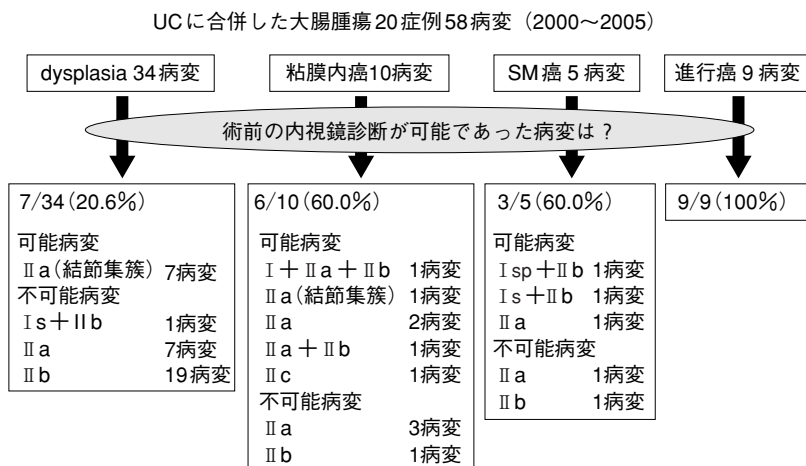 UCに合併した大腸腫瘍20症例58病変（2000〜2005）
dysplasia 34病変
粘膜内癌10病変
SM癌 5 病変
進行癌 9 病変
術前の内視鏡診断が可能であった病変は？
7/34(20.6%)
可能病変
Ⅱa(結節集簇) 7病変
不可能病変
Ⅰs＋IIb 1病変
Ⅱa 7病変
Ⅱb 19病変
6/10(60.0%)
可能病変
Ⅰ＋Ⅱa＋Ⅱb 1病変
Ⅱa(結節集簇) 1病変
Ⅱa 2病変
Ⅱa＋Ⅱb 1病変
Ⅱc 1病変
不可能病変
Ⅱa 3病変
Ⅱb 1病変
3/5(60.0%)
可能病変
Ⅰsp＋Ⅱb 1病変
Ⅰs＋Ⅱb 1病変
Ⅱa 1病変
不可能病変
Ⅱa 1病変
Ⅱb 1病変
9/9(100%)